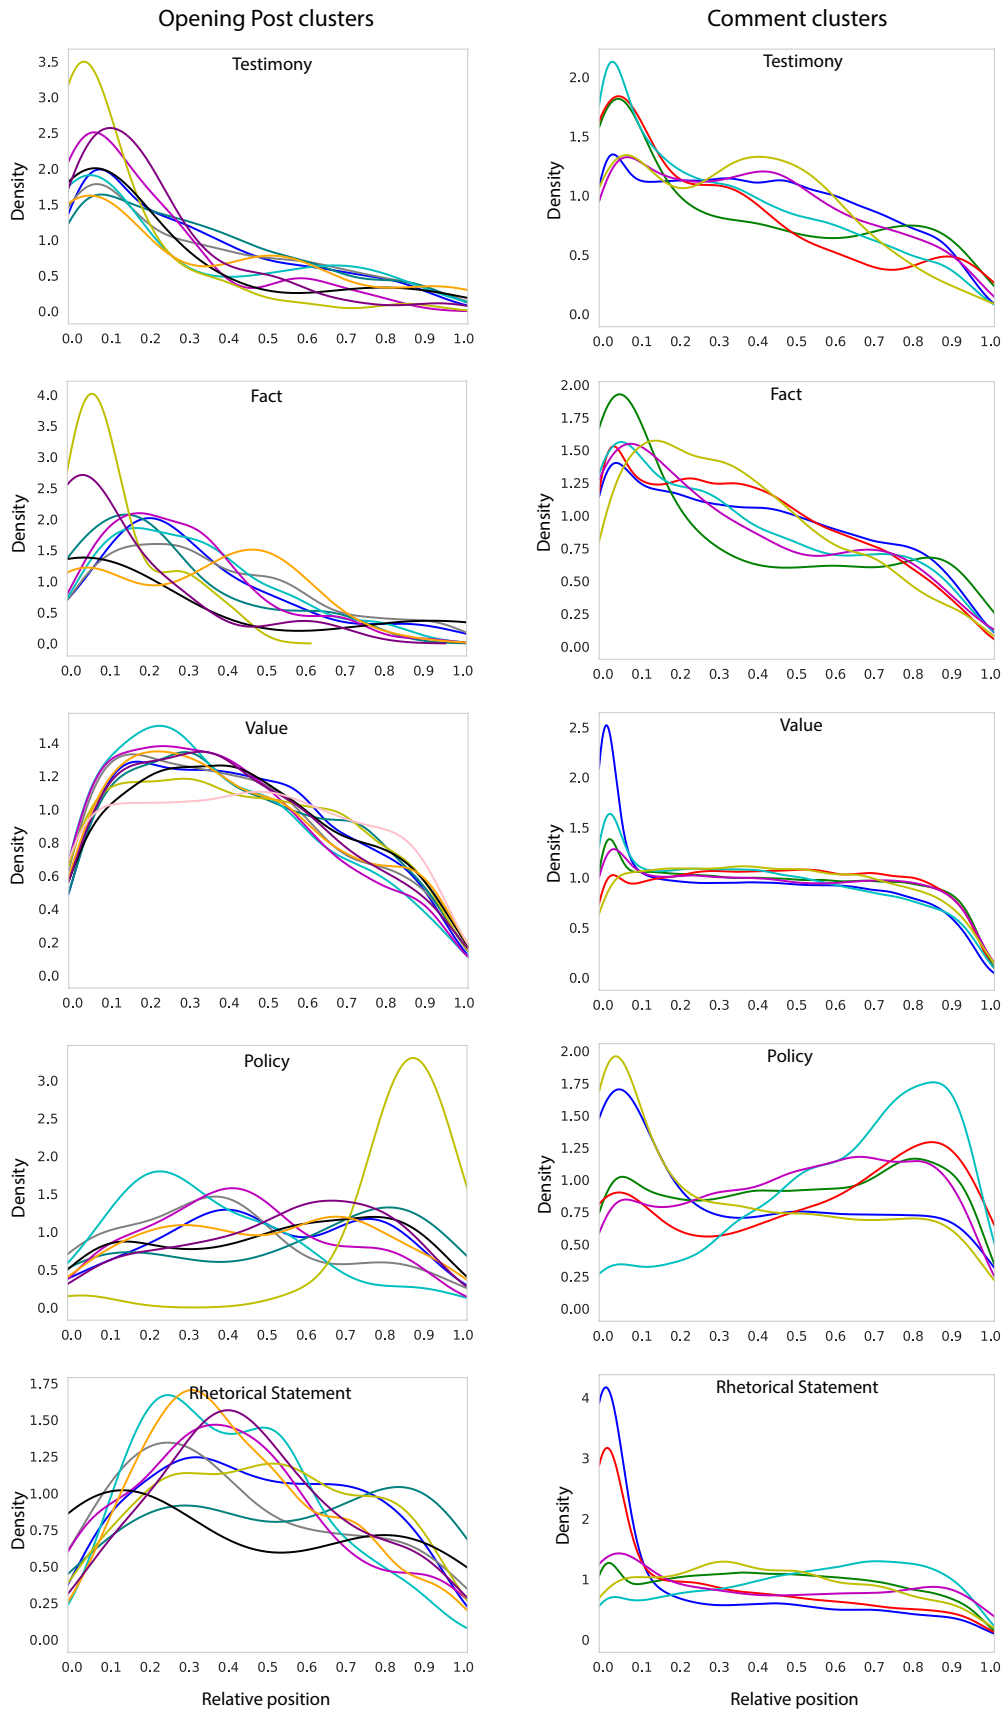 Opening Post clusters
Comment clusters
Testimony
Density
3.5
3.0
2.5
2.0
1.5
1.0
0.5
0.0
0.0 0.1 0.2 0.3 0.4 0.5 0.6 0.7 0.8 0.9 1.0
Testimony
Density
2.0
1.5
1.0
0.5
0.0
0.0 0.1 0.2 0.3 0.4 0.5 0.6 0.7 0.8 0.9 1.0
Fact
Density
4.0
3.5
3.0
2.5
2.0
1.5
1.0
0.5
0.0
0.0 0.1 0.2 0.3 0.4 0.5 0.6 0.7 0.8 0.9 1.0
Fact
Density
2.00
1.75
1.50
1.25
1.00
0.75
0.50
0.25
0.00
0.0 0.1 0.2 0.3 0.4 0.5 0.6 0.7 0.8 0.9 1.0
Value
Density
1.4
1.2
1.0
0.8
0.6
0.4
0.2
0.0
0.0 0.1 0.2 0.3 0.4 0.5 0.6 0.7 0.8 0.9 1.0
Value
Density
2.5
2.0
1.5
1.0
0.5
0.0
0.0 0.1 0.2 0.3 0.4 0.5 0.6 0.7 0.8 0.9 1.0
Policy
Density
3.0
2.5
2.0
1.5
1.0
0.5
0.0
0.0 0.1 0.2 0.3 0.4 0.5 0.6 0.7 0.8 0.9 1.0
Policy
Density
2.00
1.75
1.50
1.25
1.00
0.75
0.50
0.25
0.00
0.0 0.1 0.2 0.3 0.4 0.5 0.6 0.7 0.8 0.9 1.0
Rhetorical Statement
Density
1.75
1.50
1.25
1.00
0.75
0.50
0.25
0.00
0.0 0.1 0.2 0.3 0.4 0.5 0.6 0.7 0.8 0.9 1.0
Relative position
Rhetorical Statement
Density
4
3
2
1
0
0.0 0.1 0.2 0.3 0.4 0.5 0.6 0.7 0.8 0.9 1.0
Relative position